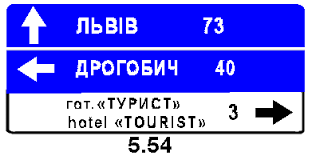 ЛЬВІВ 73
ДРОГОБИЧ 40
гот.«ТУРИСТ» 3
hotel «TOURIST»
5.54